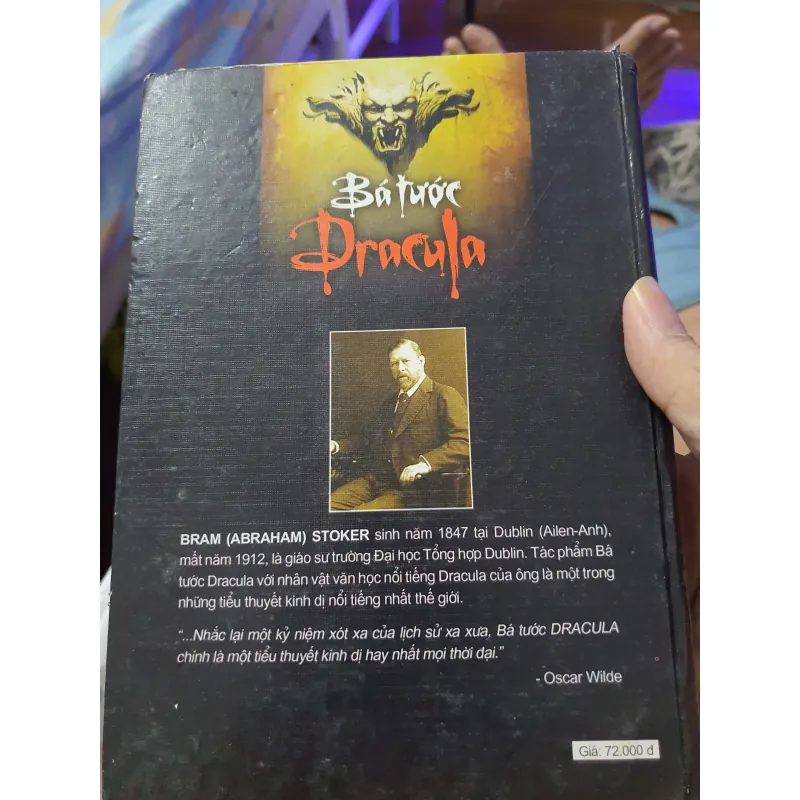 Bá tước
Dracula
BRAM (ABRAHAM) STOKER sinh năm 1847 tại Dublin (Ailen-Anh),
mất năm 1912, là giáo sư trường Đại học Tổng hợp Dublin. Tác phẩm Bá
tước Dracula với nhân vật văn học nổi tiếng Dracula của ông là một trong
những tiểu thuyết kinh dị nổi tiếng nhất thế giới.
“...Nhắc lại một kỷ niệm xót xa của lịch sử xa xưa, Bá tước DRACULA
chính là một tiểu thuyết kinh dị hay nhất mọi thời đại.”
- Oscar Wilde
Giá: 72.000 đ